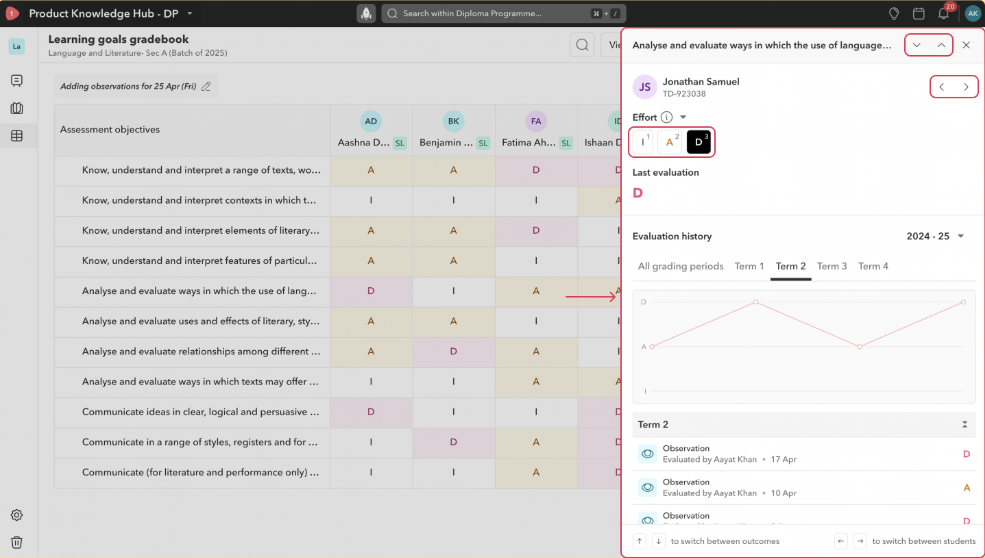 Product Knowledge Hub - DP
Search within Diploma Programme...
⌘ + /
20
AK
La
Learning goals gradebook
Language and Literature- Sec A (Batch of 2025)
Adding observations for 25 Apr (Fri)
Assessment objectives
AD
Aashna D... SL
BK
Benjamin ... SL
FA
Fatima Ah... SL
Ishaan D
Know, understand and interpret a range of texts, wo... A A D D
Know, understand and interpret contexts in which t... I I I A
Know, understand and interpret elements of literary... A A D I
Know, understand and interpret features of particul... A A I I
Analyse and evaluate ways in which the use of lang... D I A A
Analyse and evaluate uses and effects of literary, sty... A A I I
Analyse and evaluate relationships among different ... A D A I
Analyse and evaluate ways in which texts may offer ... I I A A
Communicate ideas in clear, logical and persuasive ... D I I D
Communicate in a range of styles, registers and for ... I D A D
Communicate (for literature and performance only) ... I I A D
Analyse and evaluate ways in which the use of language...
JS
Jonathan Samuel
TD-923038
Effort
I 1 A 2 D 3
Last evaluation
D
Evaluation history 2024 - 25
All grading periods Term 1 Term 2 Term 3 Term 4
D
A
I
Term 2
Observation
Evaluated by Aayat Khan • 17 Apr D
Observation
Evaluated by Aayat Khan • 10 Apr A
Observation
D
↑ ↓ to switch between outcomes ← → to switch between students